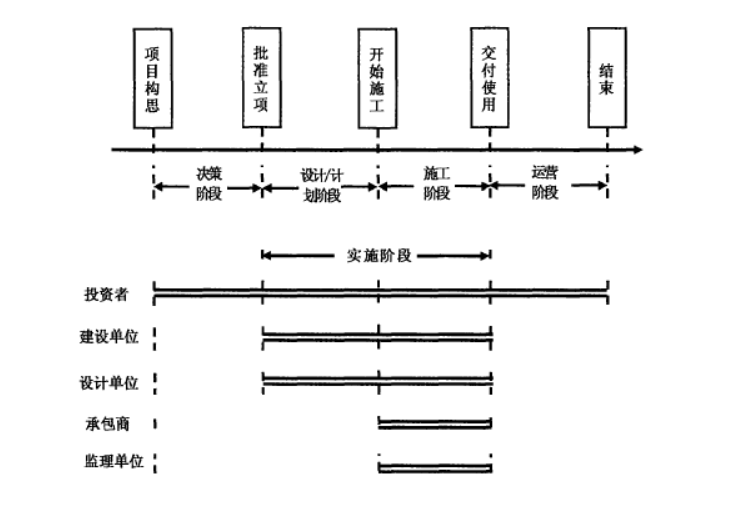 项目构思
批准立项
开始施工
交付使用
结束
决策
阶段
设计/计
划阶段
施工
阶段
运营
阶段
实施阶段
投资者
建设单位
设计单位
承包商
监理单位